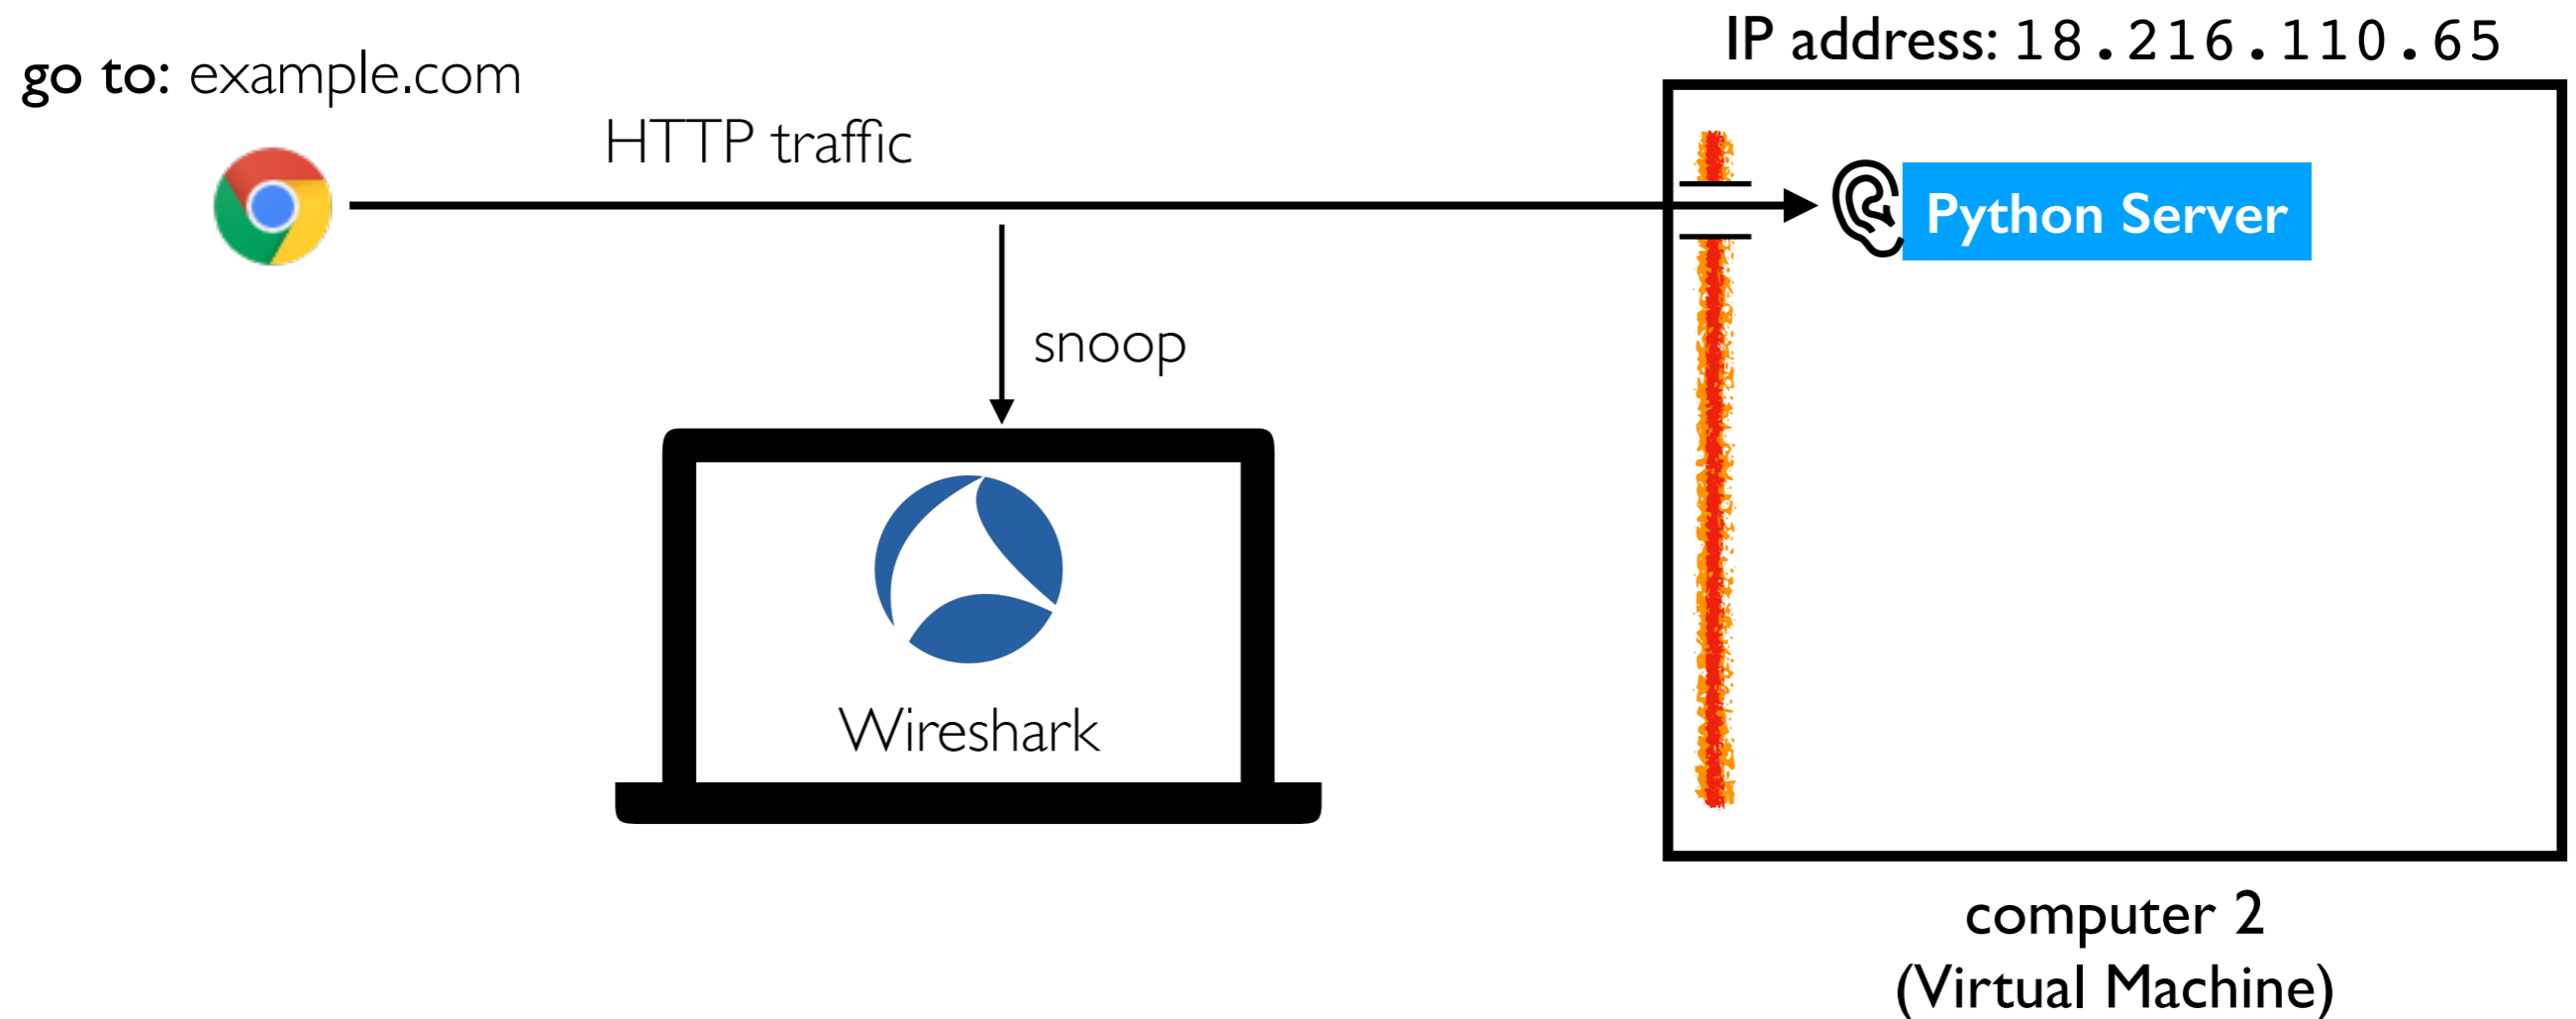 IP address: 18.216.110.65
go to: example.com
HTTP traffic
Python Server
snoop
Wireshark
computer 2
(Virtual Machine)